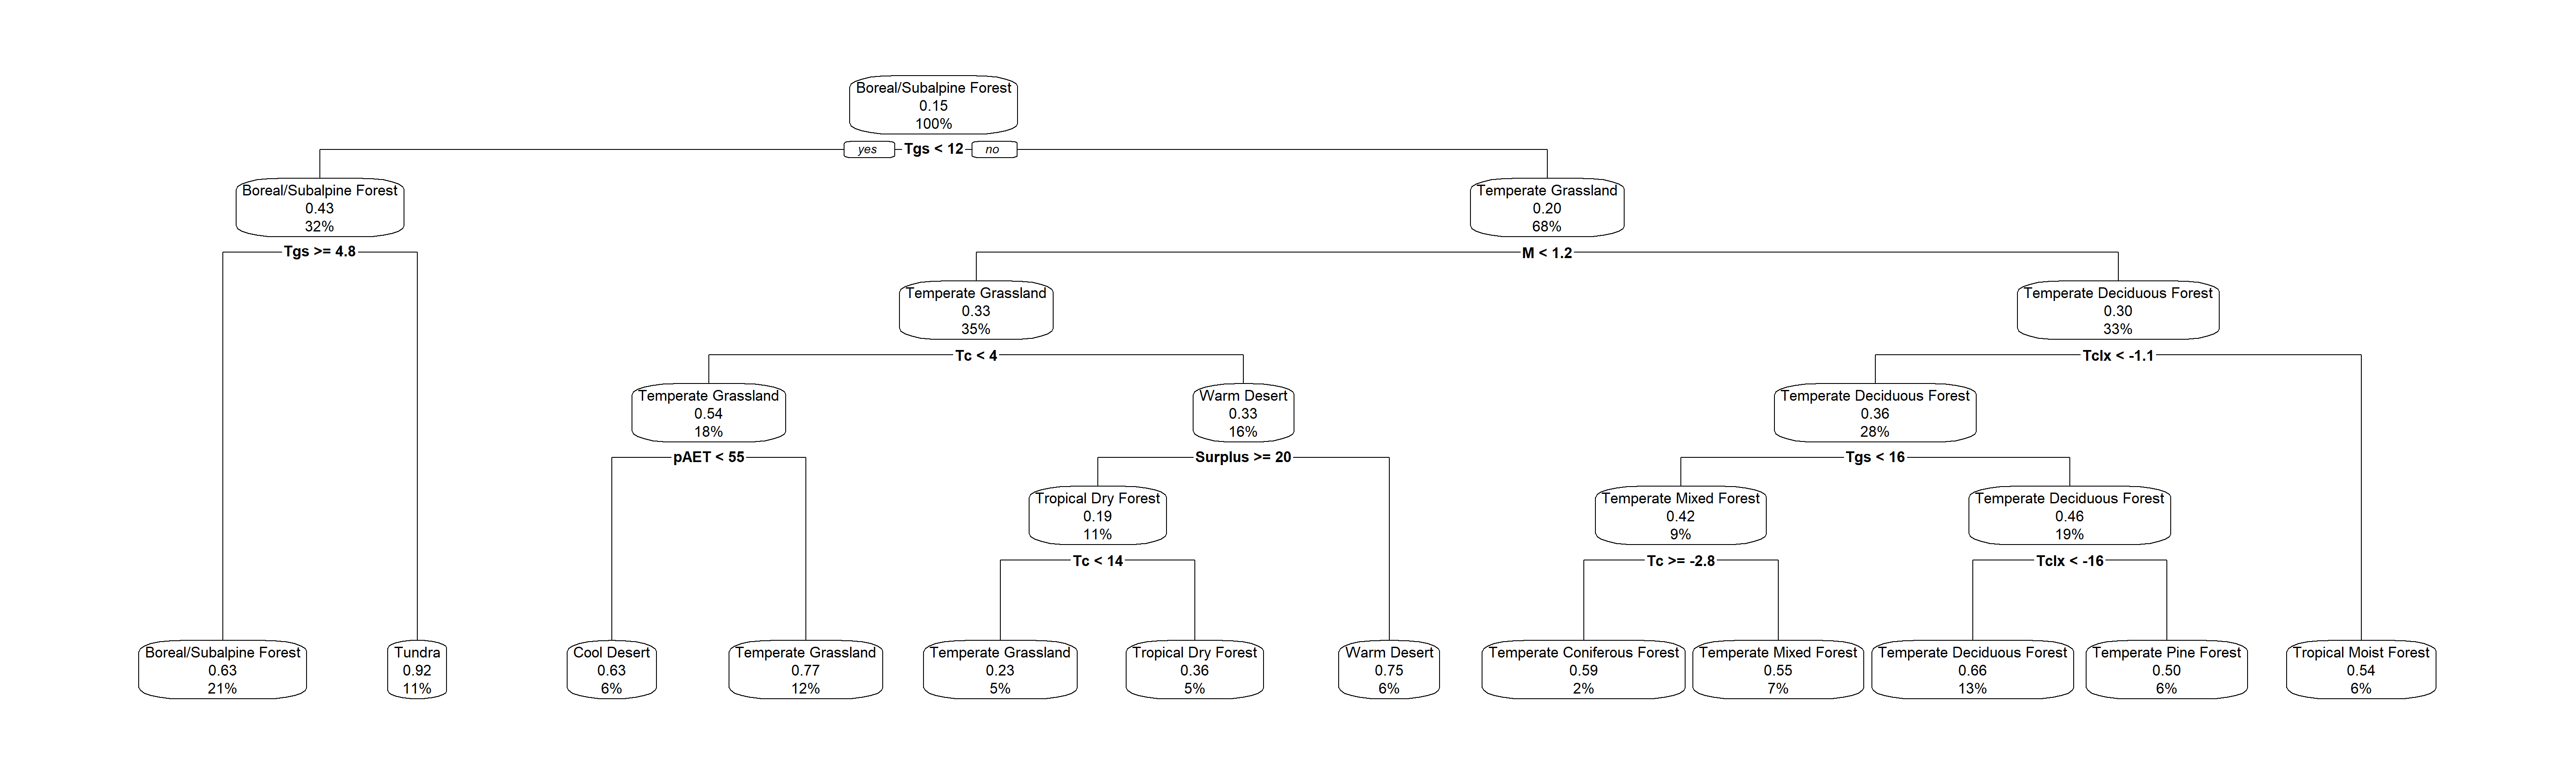 Boreal/Subalpine Forest
0.15
100%
yes Tgs < 12 no
Boreal/Subalpine Forest
0.43
32%
Temperate Grassland
0.20
68%
Tgs >= 4.8
M < 1.2
Temperate Grassland
0.33
35%
Temperate Deciduous Forest
0.30
33%
Tc < 4
Tclx < -1.1
Temperate Grassland
0.54
18%
Warm Desert
0.33
16%
Temperate Deciduous Forest
0.36
28%
pAET < 55
Surplus >= 20
Tgs < 16
Tropical Dry Forest
0.19
11%
Temperate Mixed Forest
0.42
9%
Temperate Deciduous Forest
0.46
19%
Tc < 14
Tc >= -2.8
Tclx < -16
Boreal/Subalpine Forest
0.63
21%
Tundra
0.92
11%
Cool Desert
0.63
6%
Temperate Grassland
0.77
12%
Temperate Grassland
0.23
5%
Tropical Dry Forest
0.36
5%
Warm Desert
0.75
6%
Temperate Coniferous Forest
0.59
2%
Temperate Mixed Forest
0.55
7%
Temperate Deciduous Forest
0.66
13%
Temperate Pine Forest
0.50
6%
Tropical Moist Forest
0.54
6%